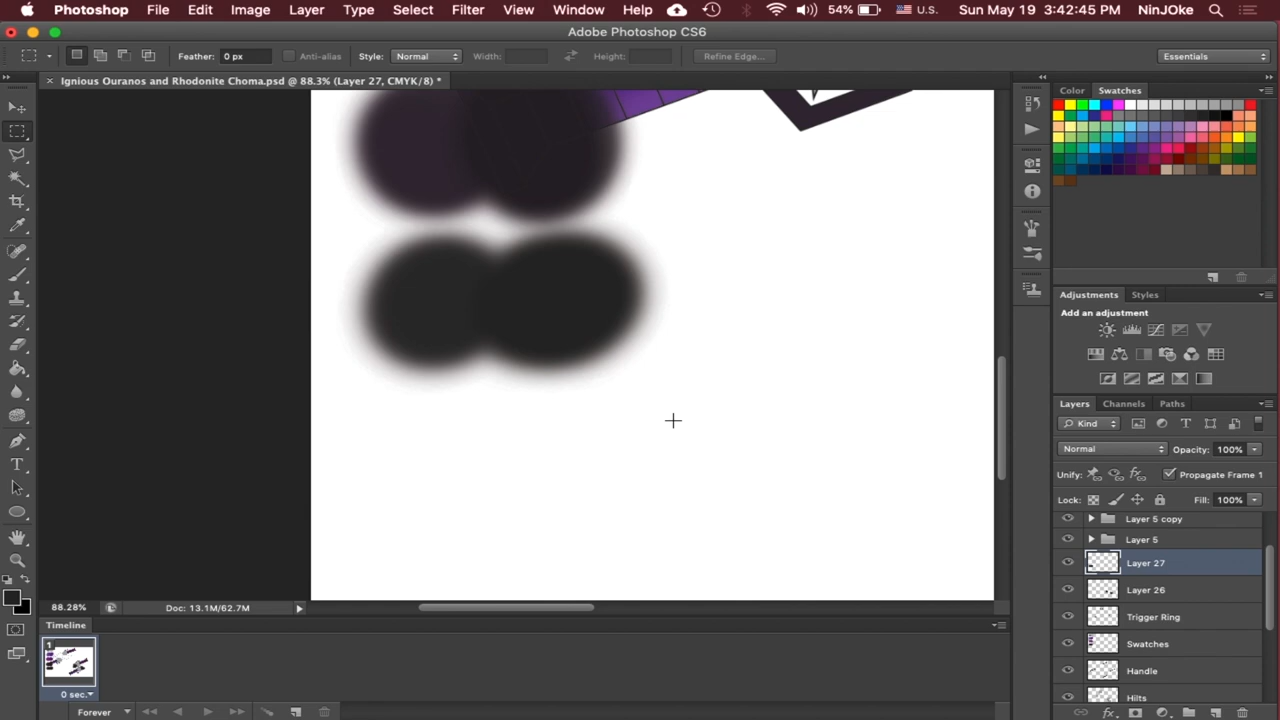 Photoshop File Edit Image Layer Type Select Filter View Window Help 54% U.S. Sun May 19 3:42:45 PM NinJOke
Adobe Photoshop CS6
Feather: 0 px Anti-alias Style: Normal Width: Height: Refine Edge... Essentials
Ignious Ouranos and Rhodonite Choma.psd @ 88.3% (Layer 27, CMYK/8) *
Color Swatches
Adjustments Styles
Add an adjustment
Layers Channels Paths
Kind
Normal Opacity: 100%
Unify: Propagate Frame 1
Lock: Fill: 100%
Layer 5 copy
Layer 5
Layer 27
Layer 26
Trigger Ring
Swatches
Handle
Hilts
88.28% Doc: 13.1M/62.7M
Timeline
1
0 sec.
Forever